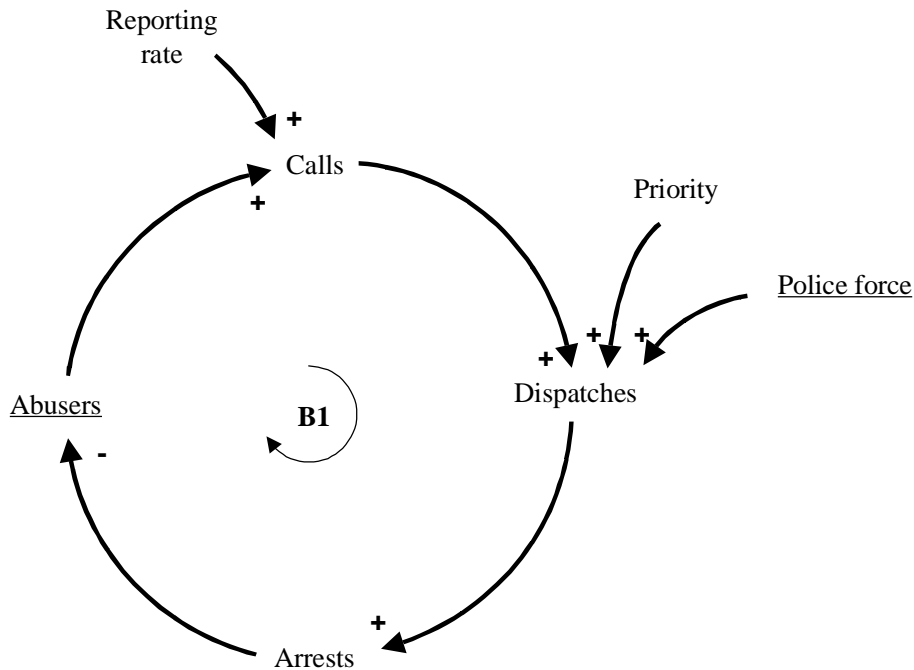 Reporting
rate
+
Calls
+
Priority
Police force
+
+
+
Dispatches
Abusers
B1
-
+
Arrests